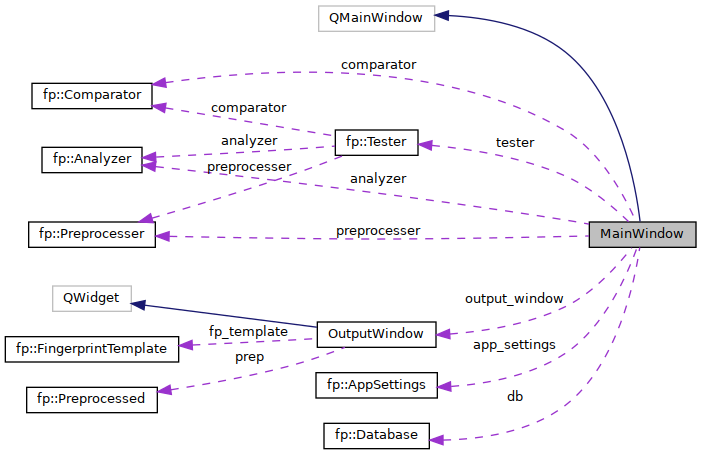 QMainWindow
comparator
fp::Comparator
comparator
analyzer
fp::Tester
tester
fp::Analyzer
preprocesser
analyzer
fp::Preprocesser
preprocesser
MainWindow
QWidget
output_window
fp_template
OutputWindow
fp::FingerprintTemplate
app_settings
prep
fp::AppSettings
fp::Preprocessed
db
fp::Database